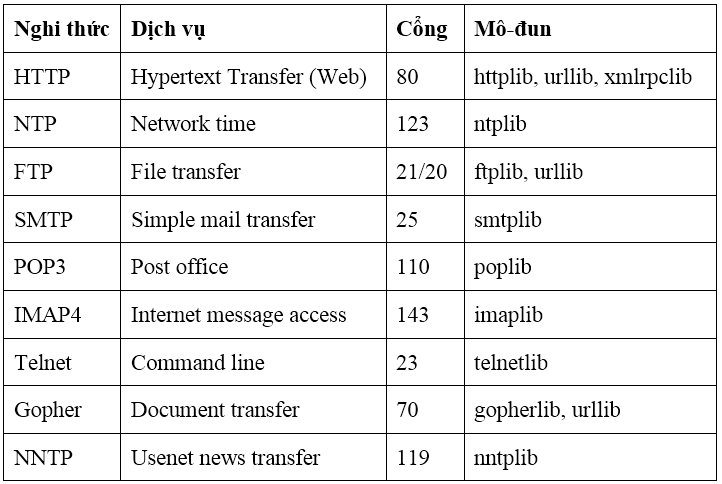 Nghi thức Dịch vụ Cổng Mô-đun
HTTP Hypertext Transfer (Web) 80 httplib, urllib, xmlrpclib
NTP Network time 123 ntplib
FTP File transfer 21/20 ftplib, urllib
SMTP Simple mail transfer 25 smtplib
POP3 Post office 110 poplib
IMAP4 Internet message access 143 imaplib
Telnet Command line 23 telnetlib
Gopher Document transfer 70 gopherlib, urllib
NNTP Usenet news transfer 119 nntplib